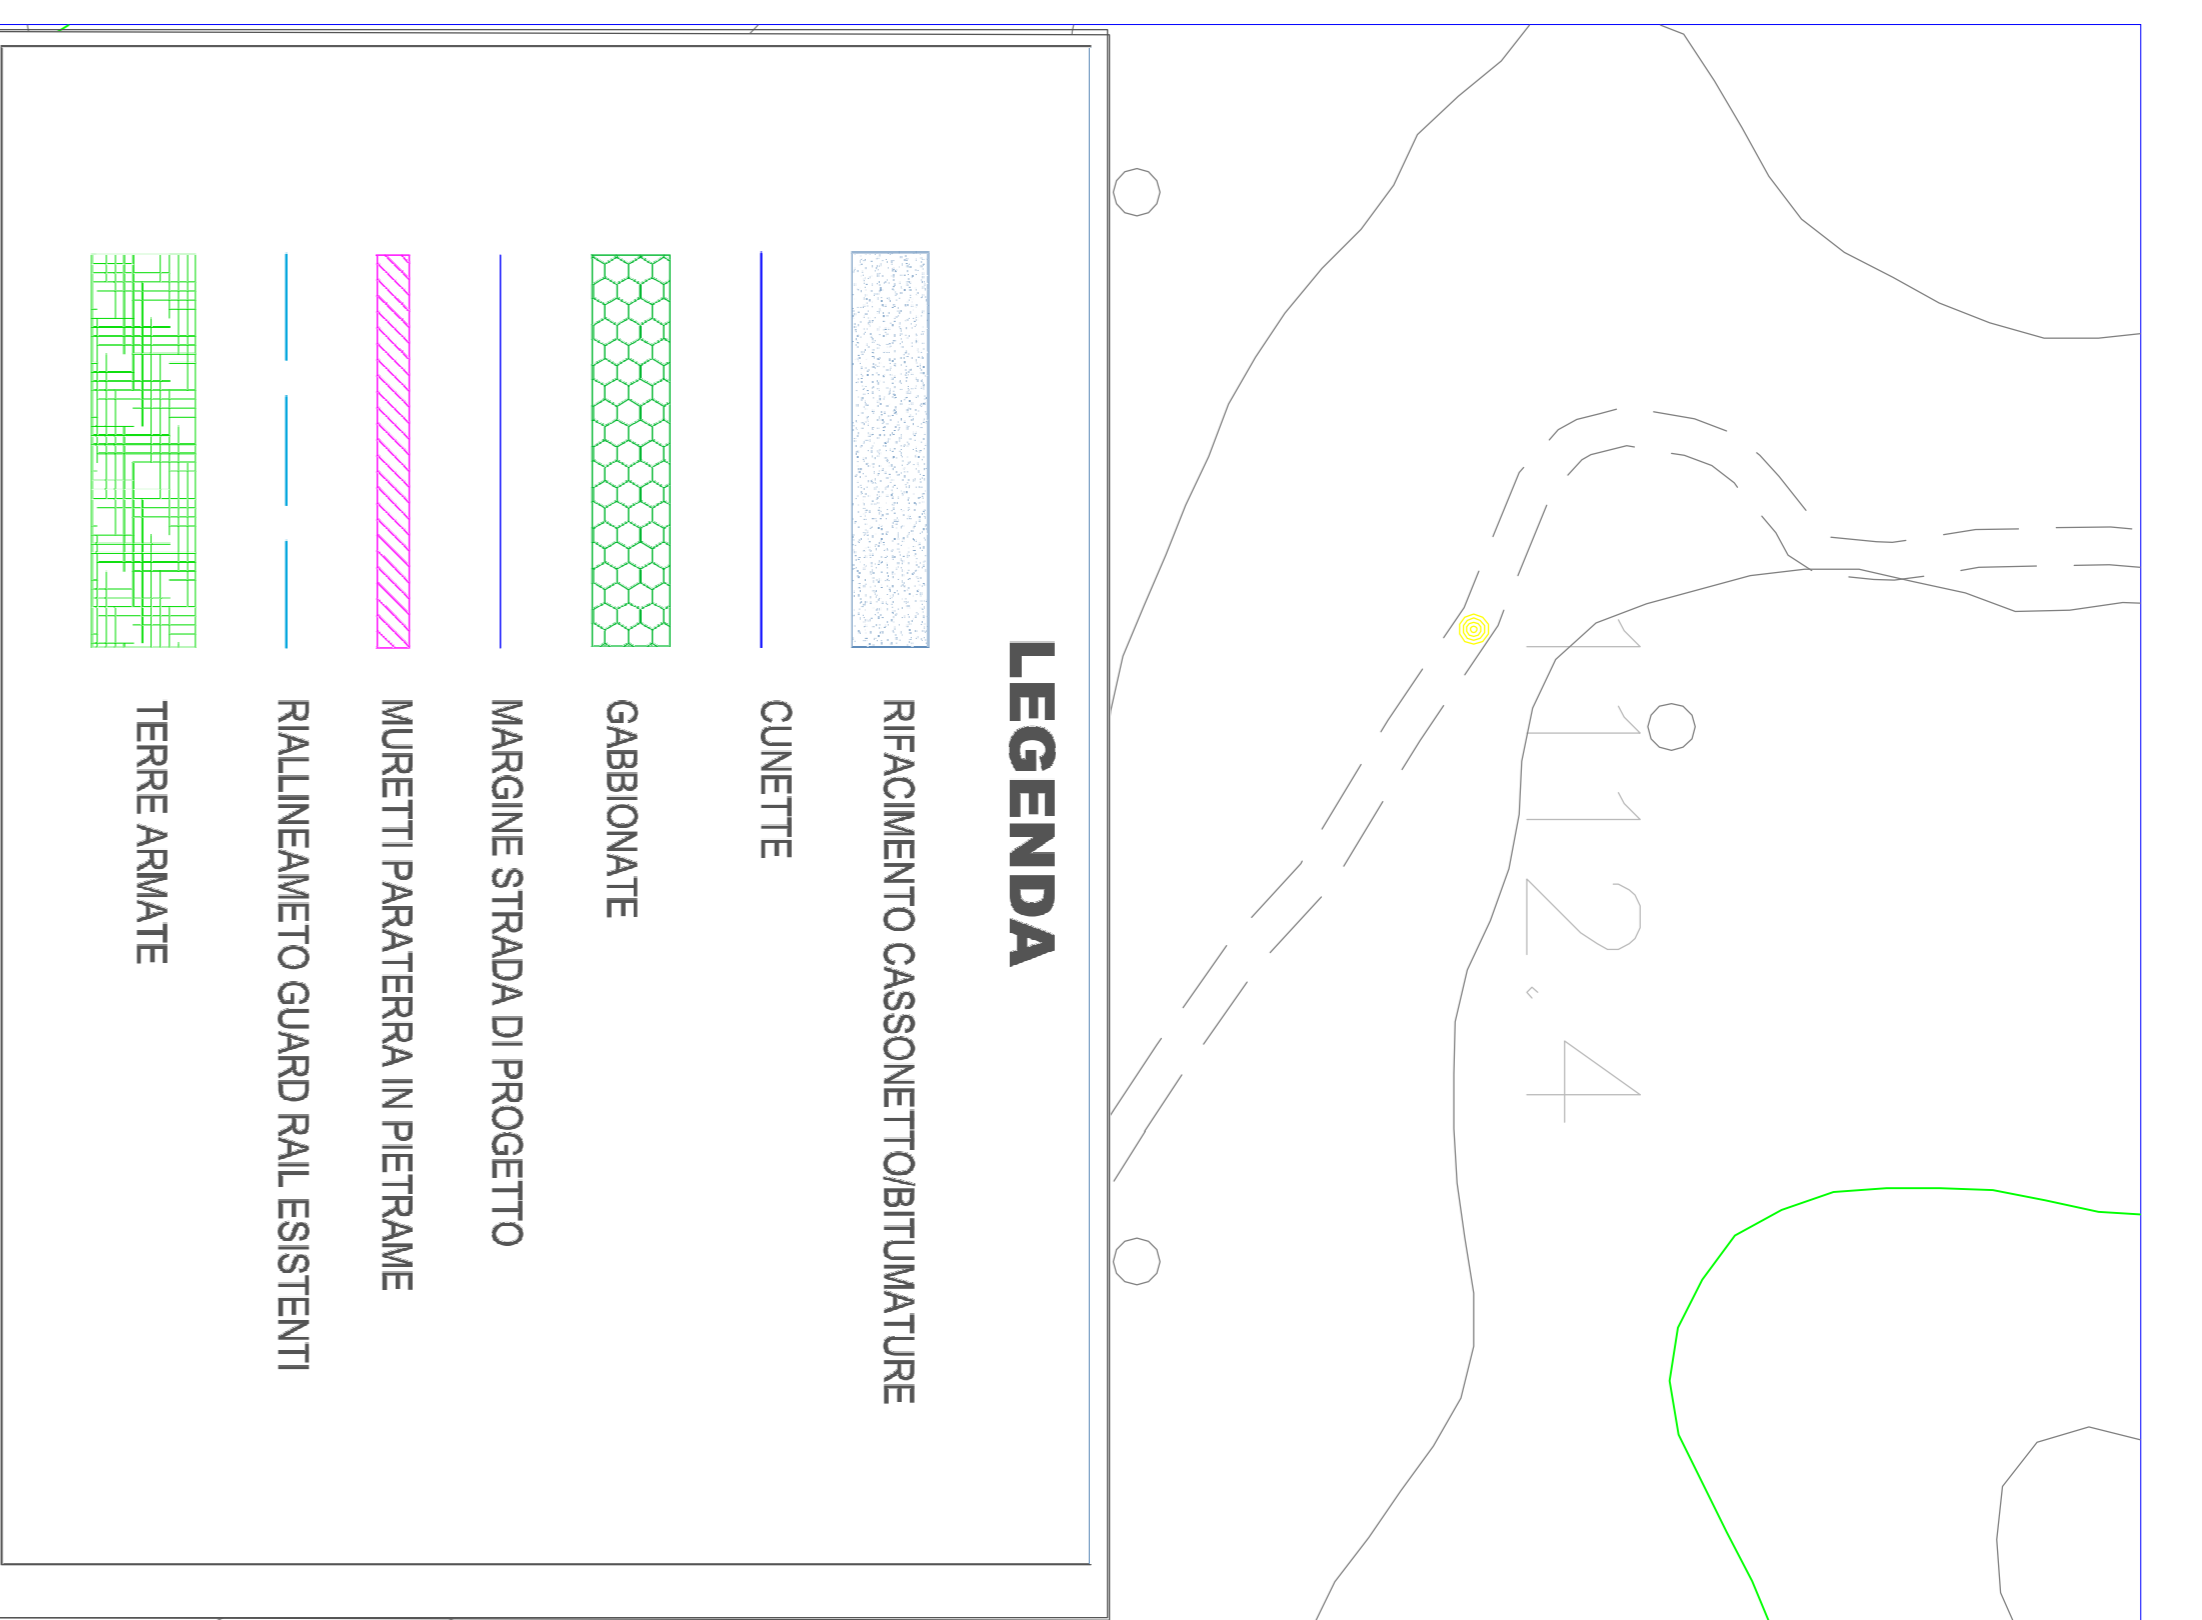 LEGENDA
RIFACIMENTO CASSONETTO/BITUMATURE
CUNETTE
GABBIONATE
MARGINE STRADA DI PROGETTO
MURETTI PARATERRA IN PIETRAME
RIALLINEAMETO GUARD RAIL ESISTENTI
TERRE ARMATE
1112.4